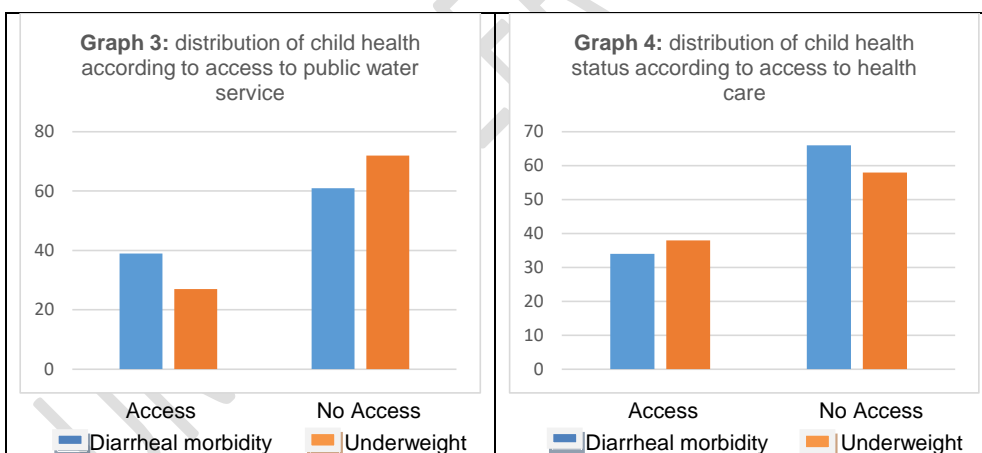 Graph 3: distribution of child health
according to access to public water
service
80
60
40
20
0
Access No Access
Diarrheal morbidity Underweight
Graph 4: distribution of child health
status according to access to health
care
70
60
50
40
30
20
10
0
Access No Access
Diarrheal morbidity Underweight